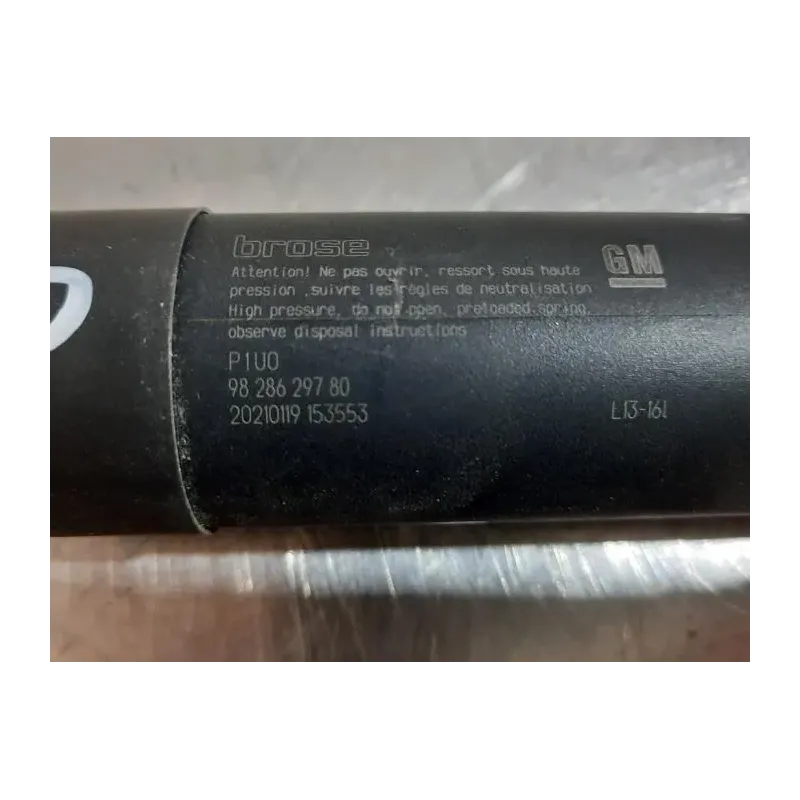 brose
GM
Attention! Ne pas ouvrir, ressort sous haute
pression ,suivre les règles de neutralisation
High pressure, do not open, preloaded spring,
observe disposal instructions
P1U0
98 286 297 80
20210119 153553
L13-161